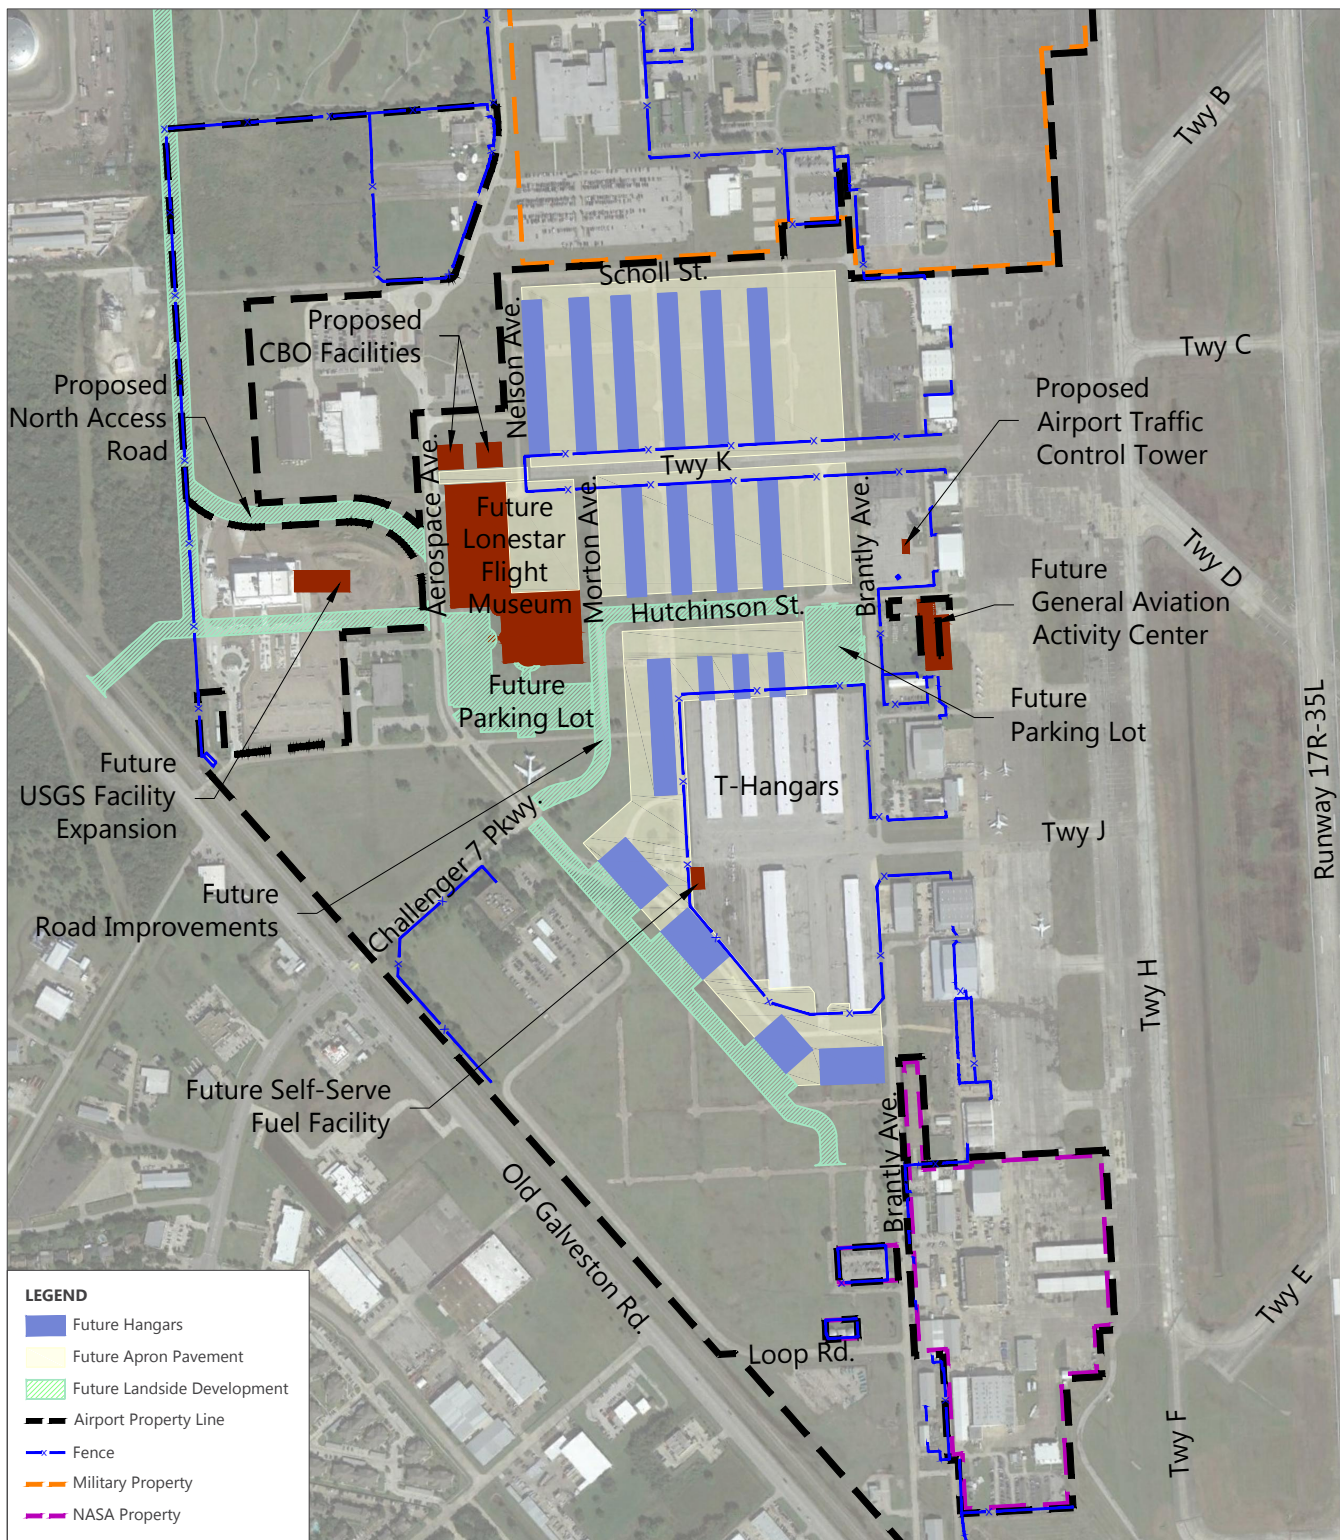 Twy B
Scholl St.
Nelson Ave.
Proposed
CBO Facilities
Twy C
Proposed
North Access
Road
Proposed
Airport Traffic
Control Tower
Twy K
Aerospace Ave.
Future
Lonestar
Flight
Museum
Morton Ave.
Brantly Ave.
Twy D
Hutchinson St.
Future
General Aviation
Activity Center
Future
Parking Lot
Future
Parking Lot
Runway 17R-35L
Future
USGS Facility
Expansion
T-Hangars
Twy J
Challenger 7 Pkwy.
Future
Road Improvements
Twy H
Future Self-Serve
Fuel Facility
Brantly Ave.
Old Galveston Rd.
Twy E
Loop Rd.
Twy F
LEGEND
Future Hangars
Future Apron Pavement
Future Landside Development
Airport Property Line
Fence
Military Property
NASA Property